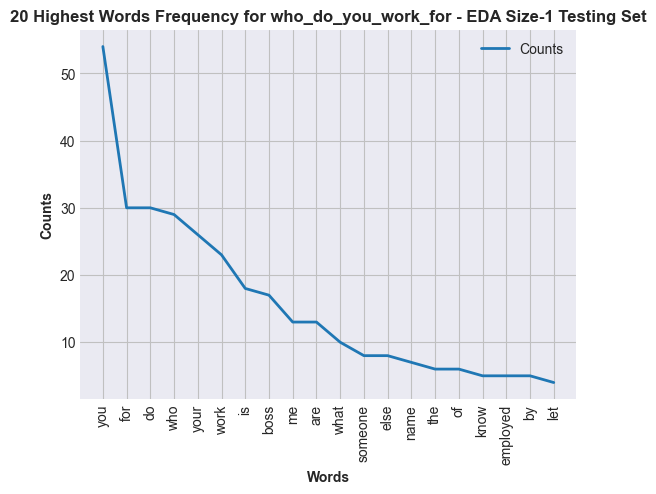 20 Highest Words Frequency for who_do_you_work_for - EDA Size-1 Testing Set
Counts
50
40
30
20
10
Counts
you
for
do
who
your
work
is
boss
me
are
what
someone
else
name
the
of
know
employed
by
let
Words